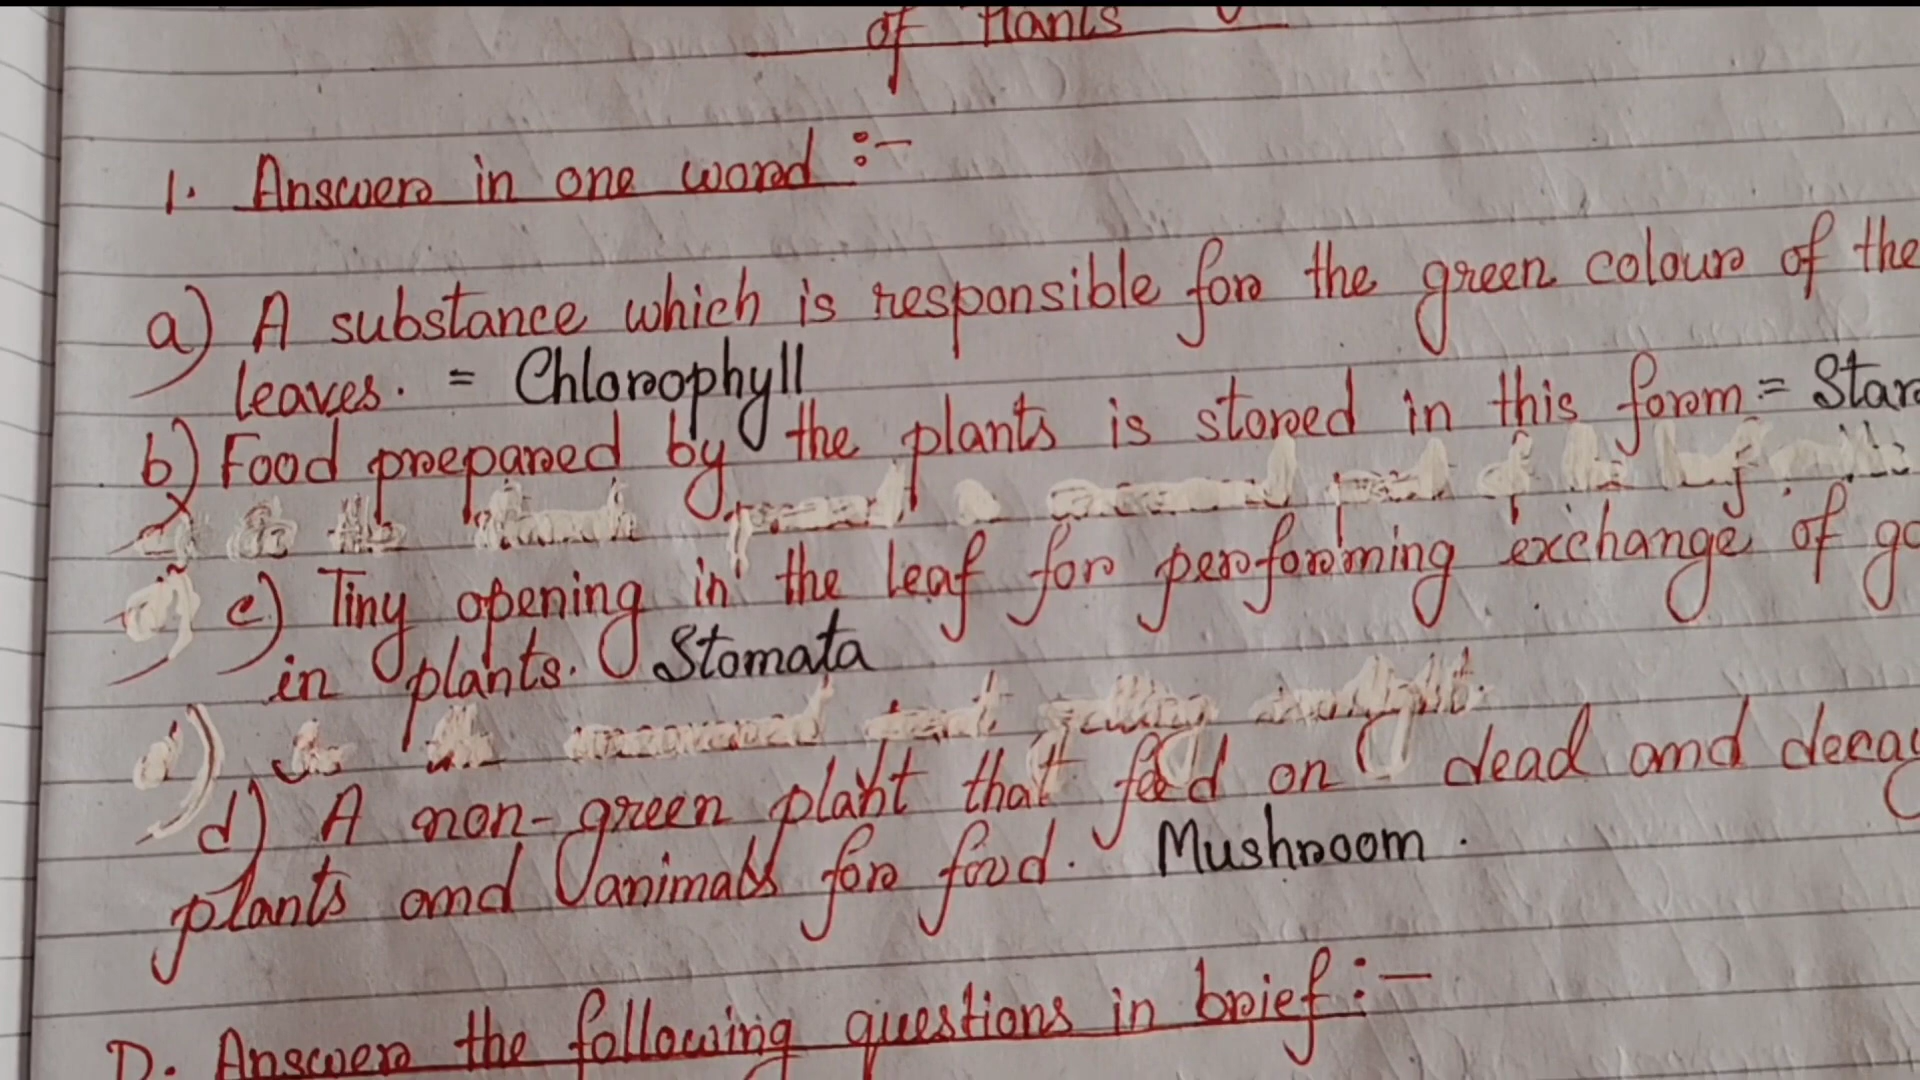 of Plants
1. Answer in one word :-
a) A substance which is responsible for the green colour of the
leaves. = Chlorophyll
b) Food prepared by the plants is stored in this form = Star
c) Tiny opening in the leaf for performing exchange of ga
in plants. Stomata
d) A non-green plant that feed on dead and decay
plants and animals for food. Mushroom.
D. Answer the following questions in brief :-